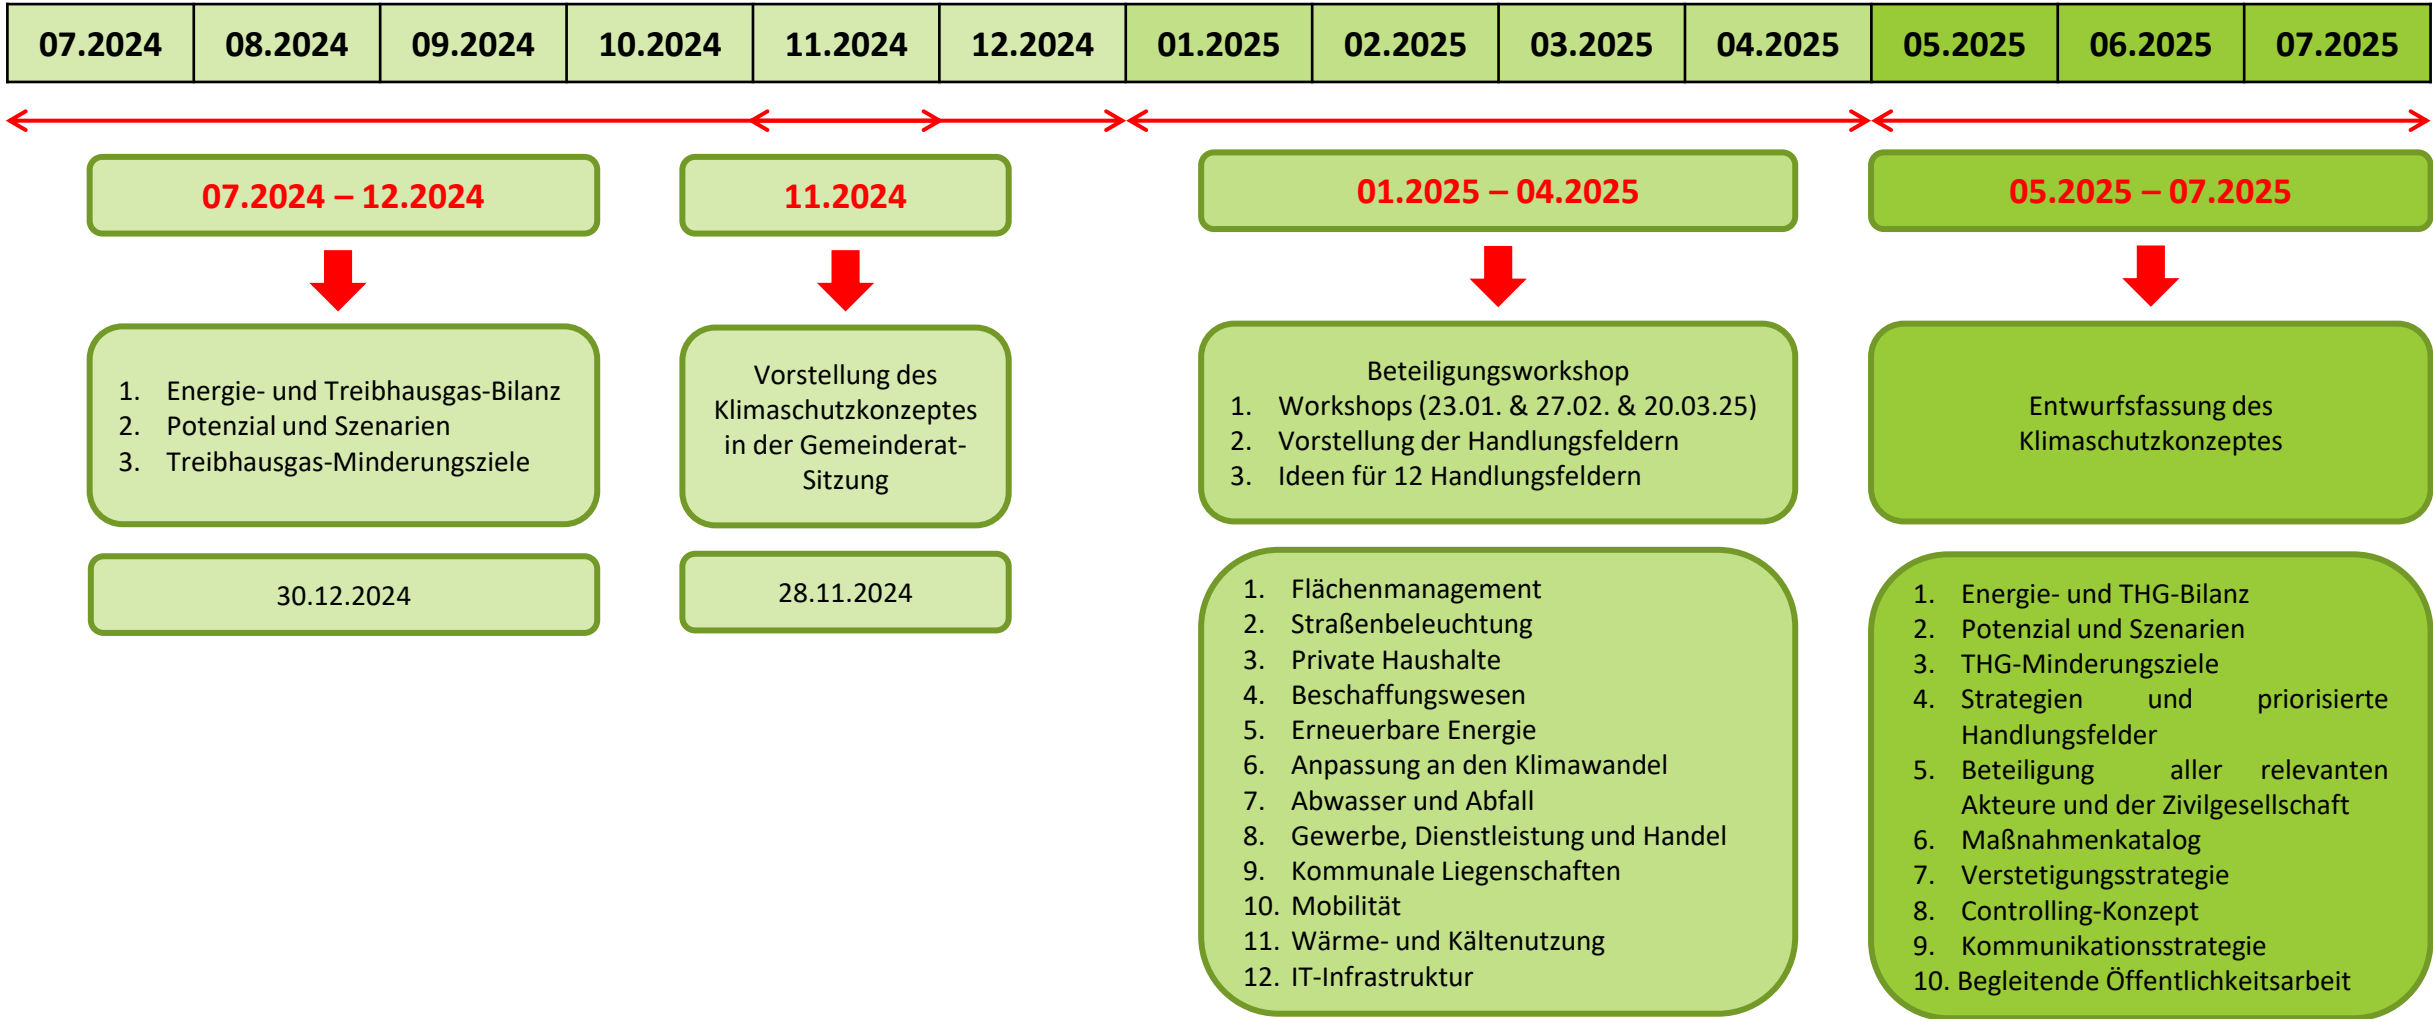 07.2024 08.2024 09.2024 10.2024 11.2024 12.2024 01.2025 02.2025 03.2025 04.2025 05.2025 06.2025 07.2025
07.2024 – 12.2024
1. Energie- und Treibhausgas-Bilanz
2. Potenzial und Szenarien
3. Treibhausgas-Minderungsziele
30.12.2024
11.2024
Vorstellung des
Klimaschutzkonzeptes
in der Gemeinderat-
Sitzung
28.11.2024
01.2025 – 04.2025
Beteiligungsworkshop
1. Workshops (23.01. & 27.02. & 20.03.25)
2. Vorstellung der Handlungsfeldern
3. Ideen für 12 Handlungsfeldern
1. Flächenmanagement
2. Straßenbeleuchtung
3. Private Haushalte
4. Beschaffungswesen
5. Erneuerbare Energie
6. Anpassung an den Klimawandel
7. Abwasser und Abfall
8. Gewerbe, Dienstleistung und Handel
9. Kommunale Liegenschaften
10. Mobilität
11. Wärme- und Kältenutzung
12. IT-Infrastruktur
05.2025 – 07.2025
Entwurfsfassung des
Klimaschutzkonzeptes
1. Energie- und THG-Bilanz
2. Potenzial und Szenarien
3. THG-Minderungsziele
4. Strategien und priorisierte
Handlungsfelder
5. Beteiligung aller relevanten
Akteure und der Zivilgesellschaft
6. Maßnahmenkatalog
7. Verstetigungsstrategie
8. Controlling-Konzept
9. Kommunikationsstrategie
10. Begleitende Öffentlichkeitsarbeit